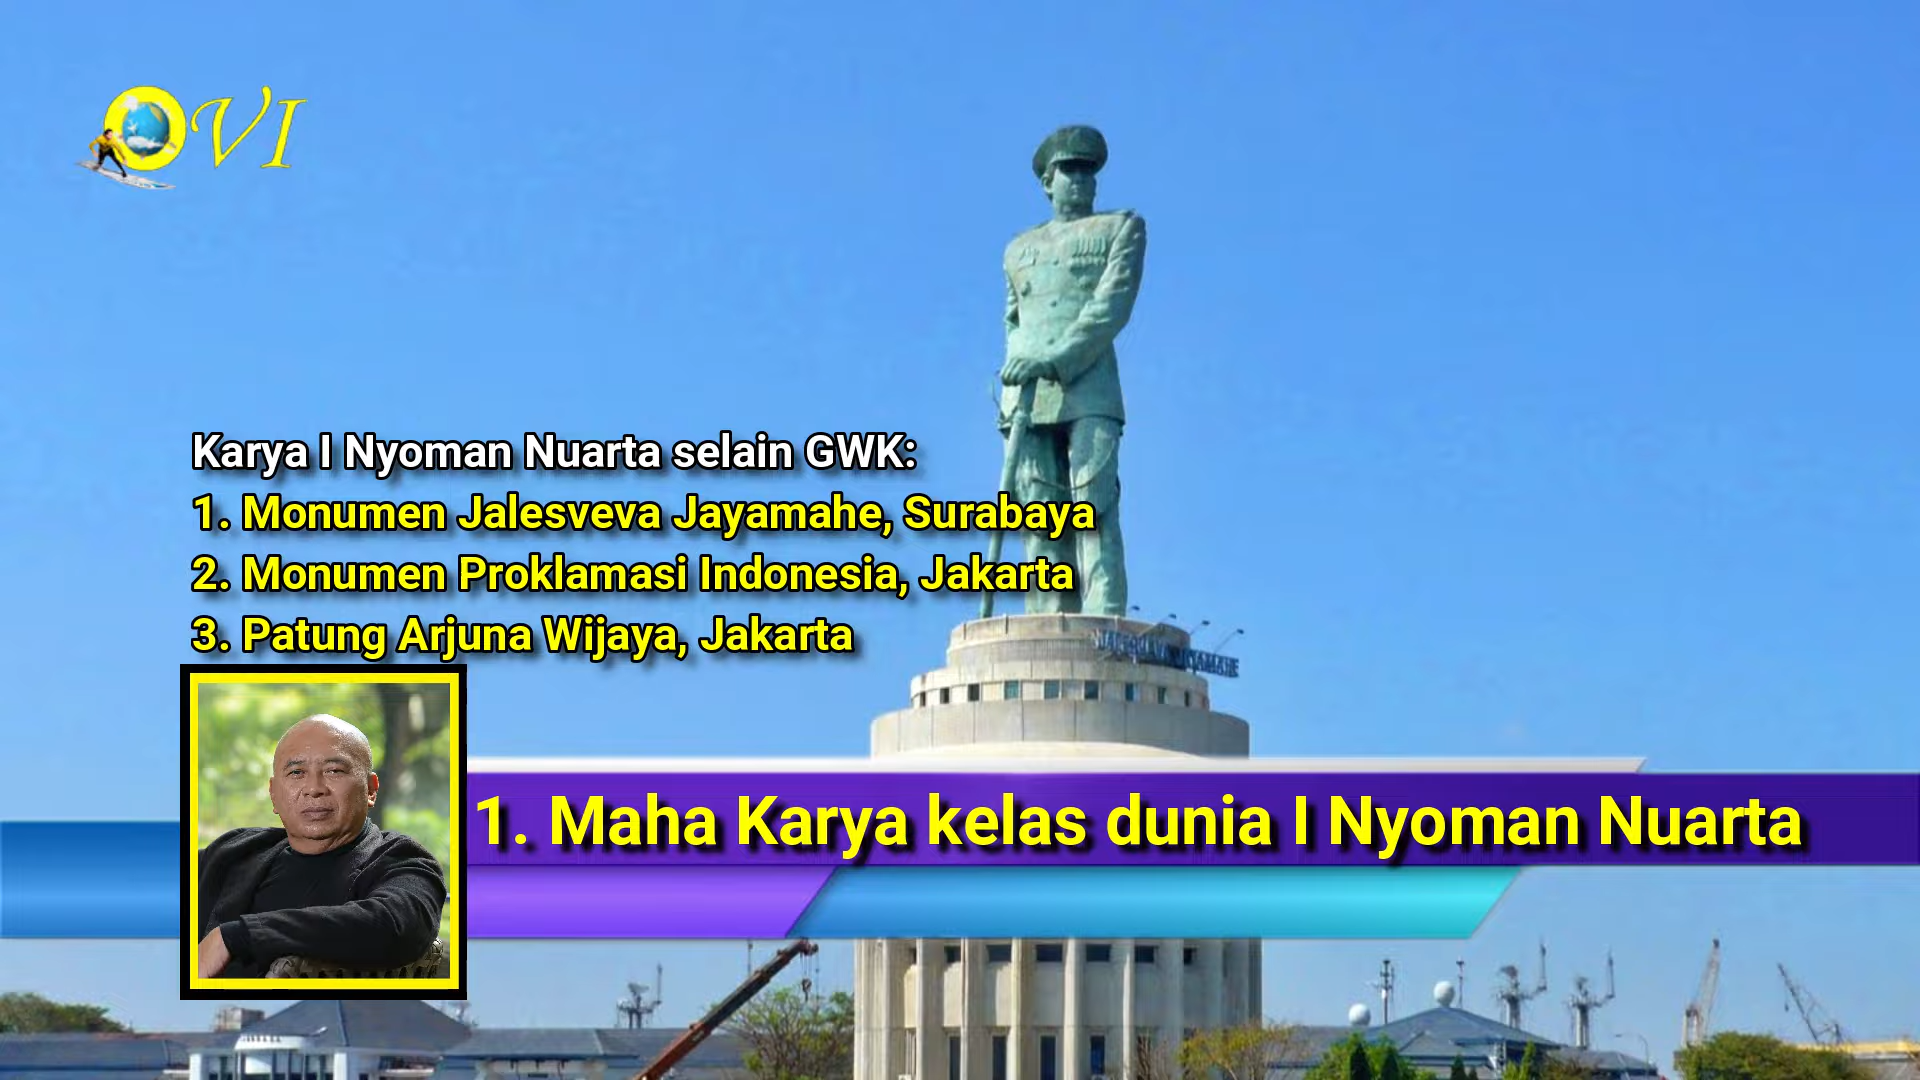 OVI
Karya I Nyoman Nuarta selain GWK:
1. Monumen Jalesveva Jayamahe, Surabaya
2. Monumen Proklamasi Indonesia, Jakarta
3. Patung Arjuna Wijaya, Jakarta
1. Maha Karya kelas dunia I Nyoman Nuarta